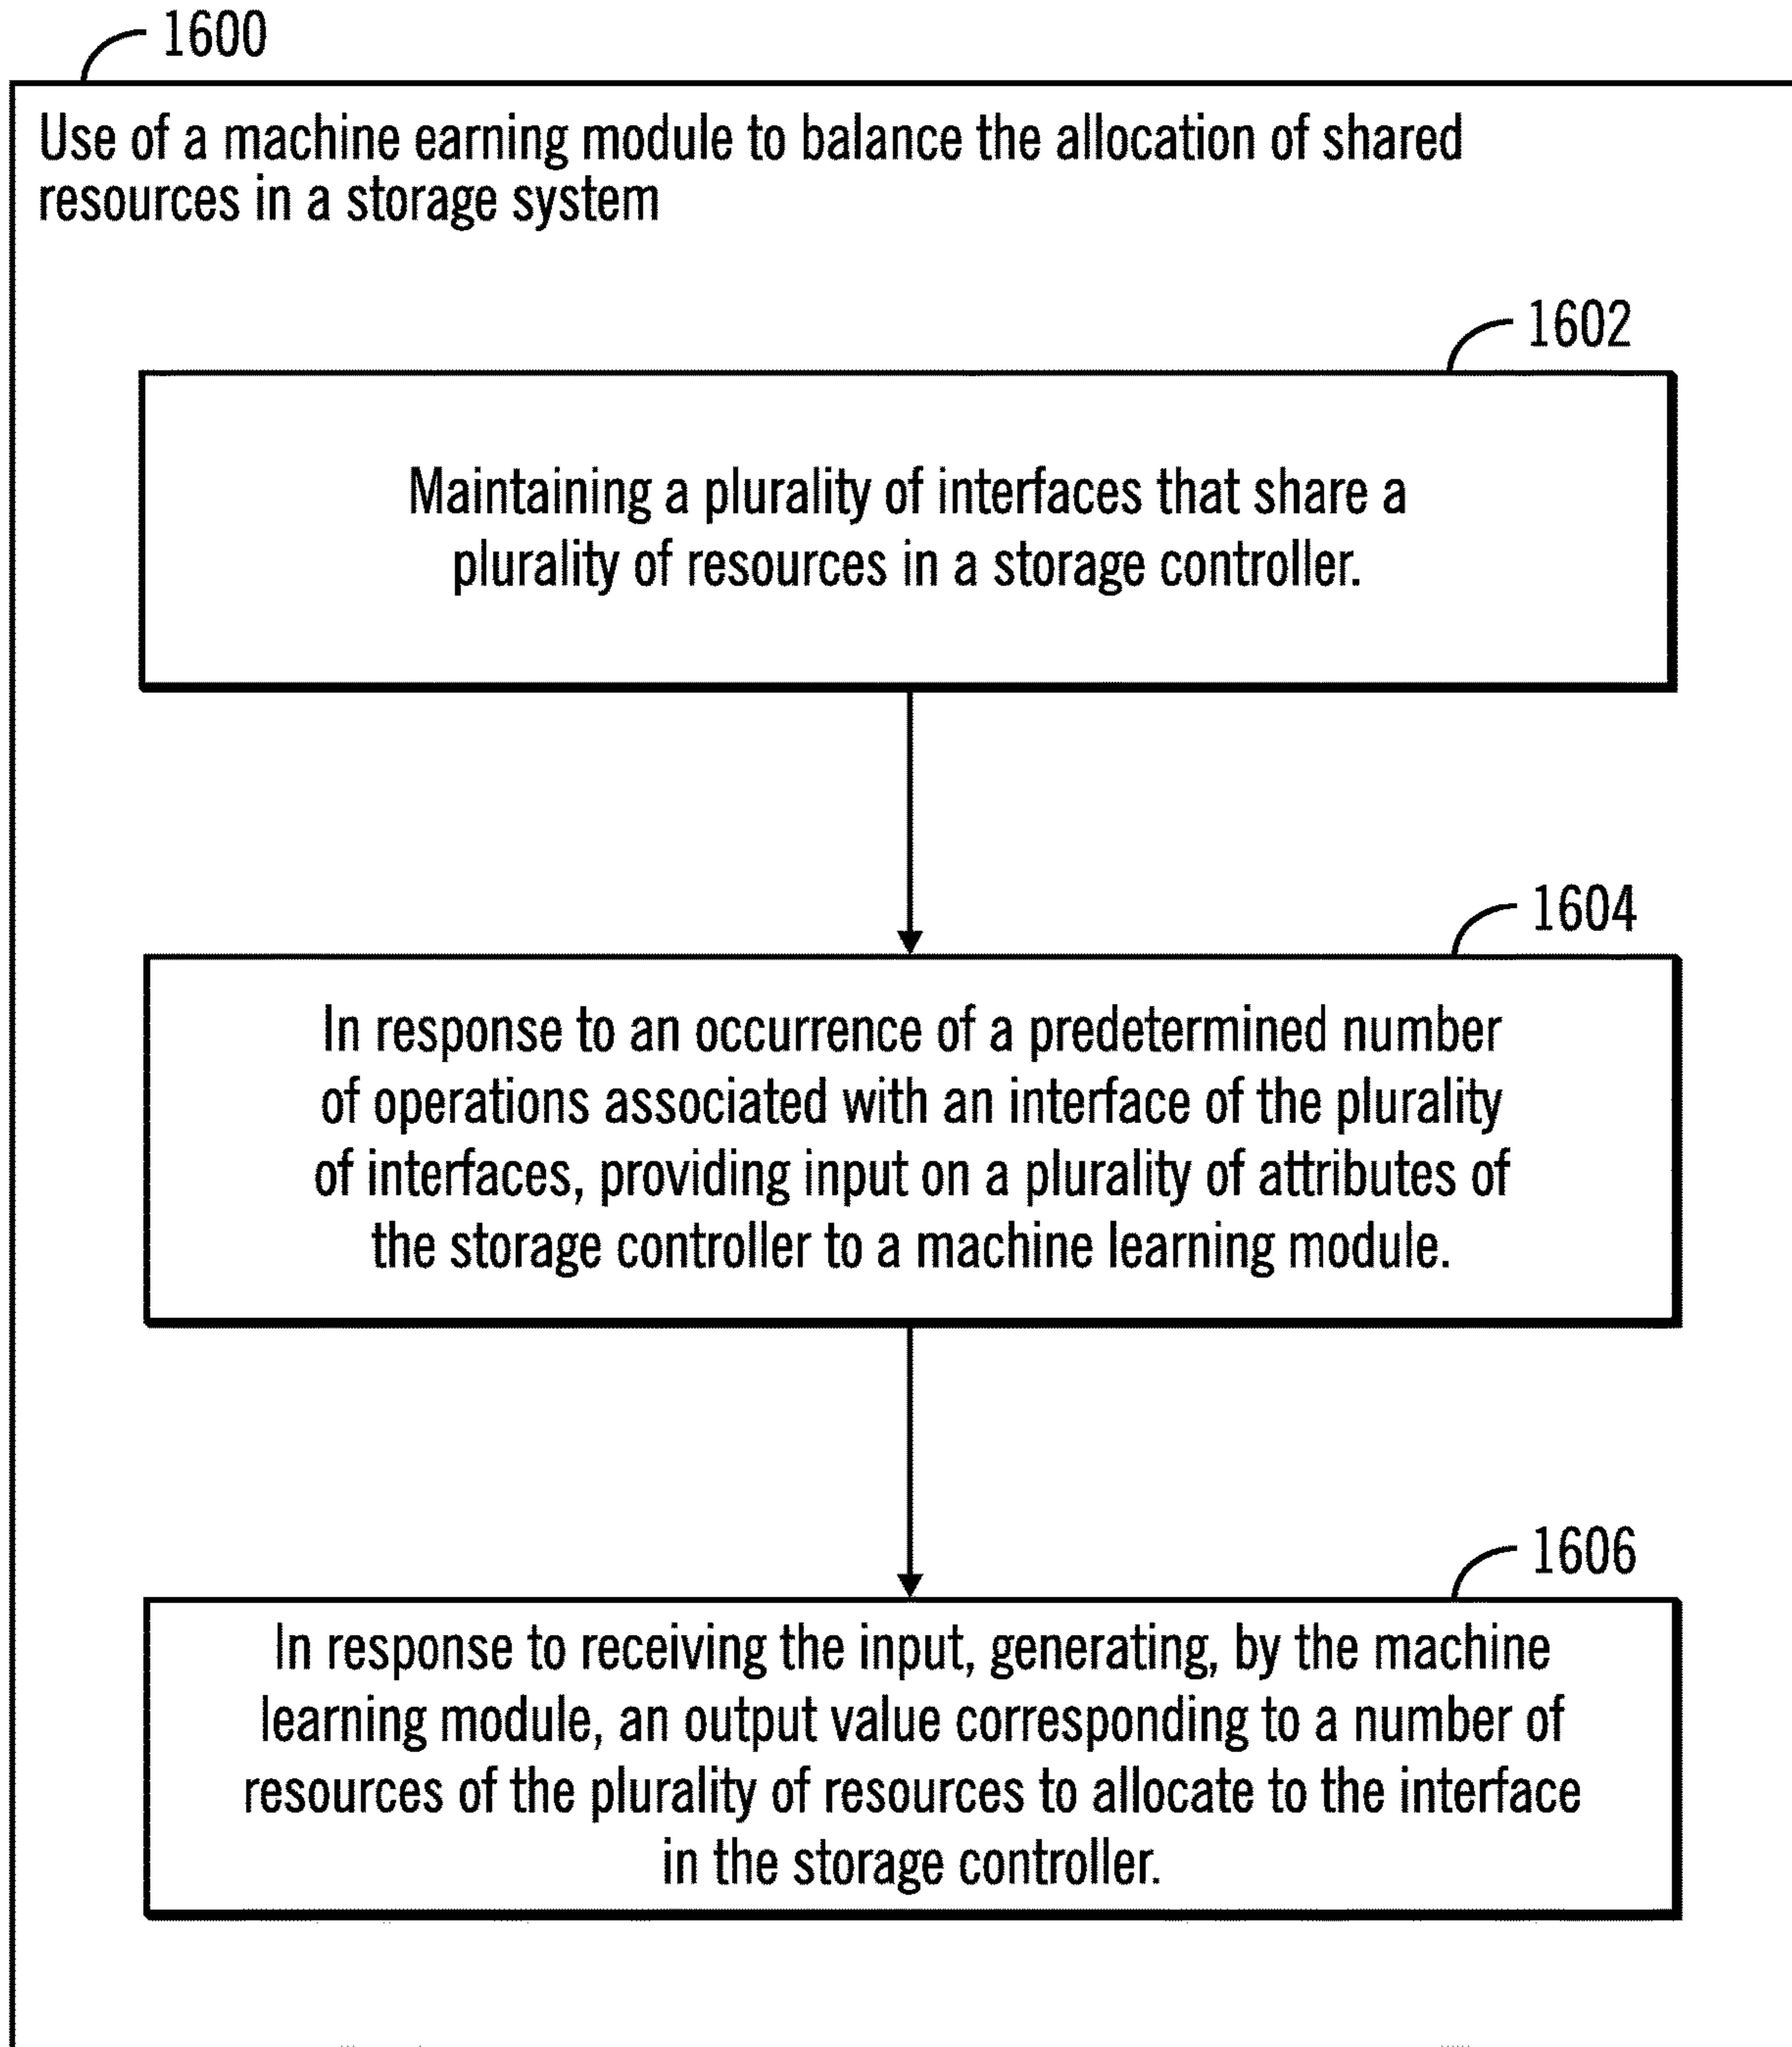 1600
Use of a machine earning module to balance the allocation of shared
resources in a storage system
1602
Maintaining a plurality of interfaces that share a
plurality of resources in a storage controller.
1604
In response to an occurrence of a predetermined number
of operations associated with an interface of the plurality
of interfaces, providing input on a plurality of attributes of
the storage controller to a machine learning module.
1606
In response to receiving the input, generating, by the machine
learning module, an output value corresponding to a number of
resources of the plurality of resources to allocate to the interface
in the storage controller.